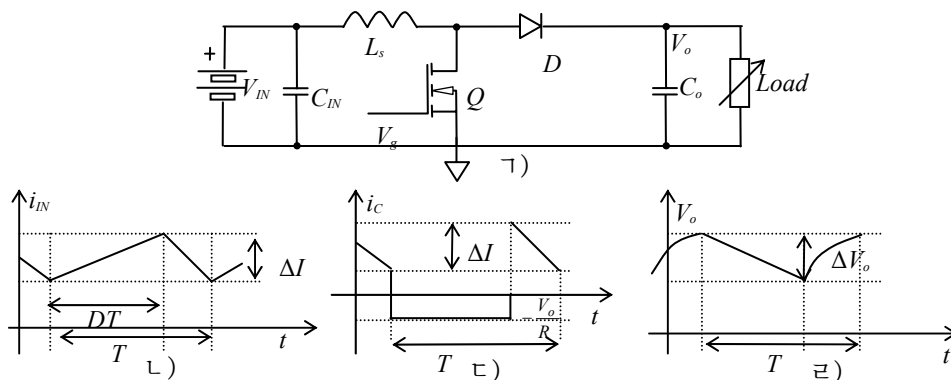 +
V_IN
C_IN
L_s
V_g
Q
D
V_o
C_o
Load
ㄱ)
i_IN
ΔI
DT
T
t
ㄴ)
i_C
ΔI
-V_o/R
t
T
ㄷ)
V_o
ΔV_o
T
t
ㄹ)